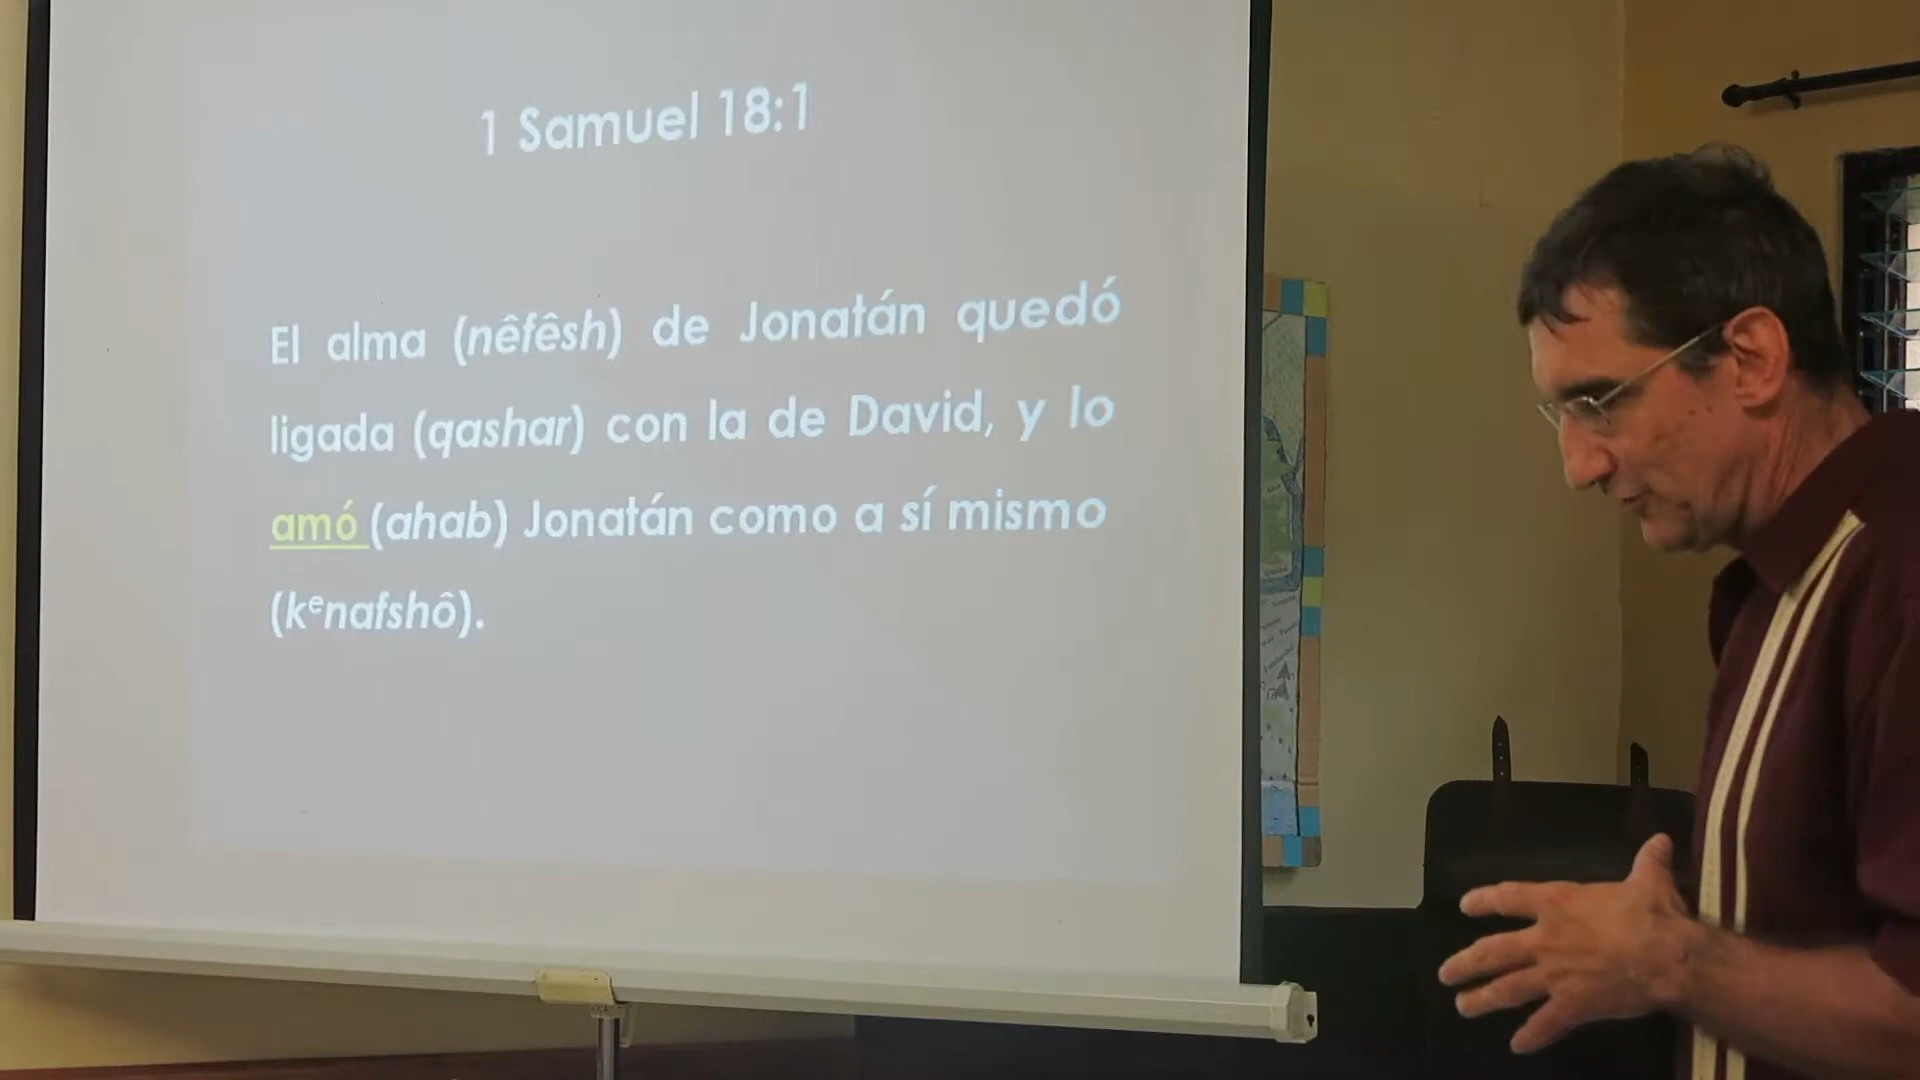 1 Samuel 18:1
El alma (nêfêsh) de Jonatán quedó
ligada (qashar) con la de David, y lo
amó (ahab) Jonatán como a sí mismo
(kᵉnafshô).